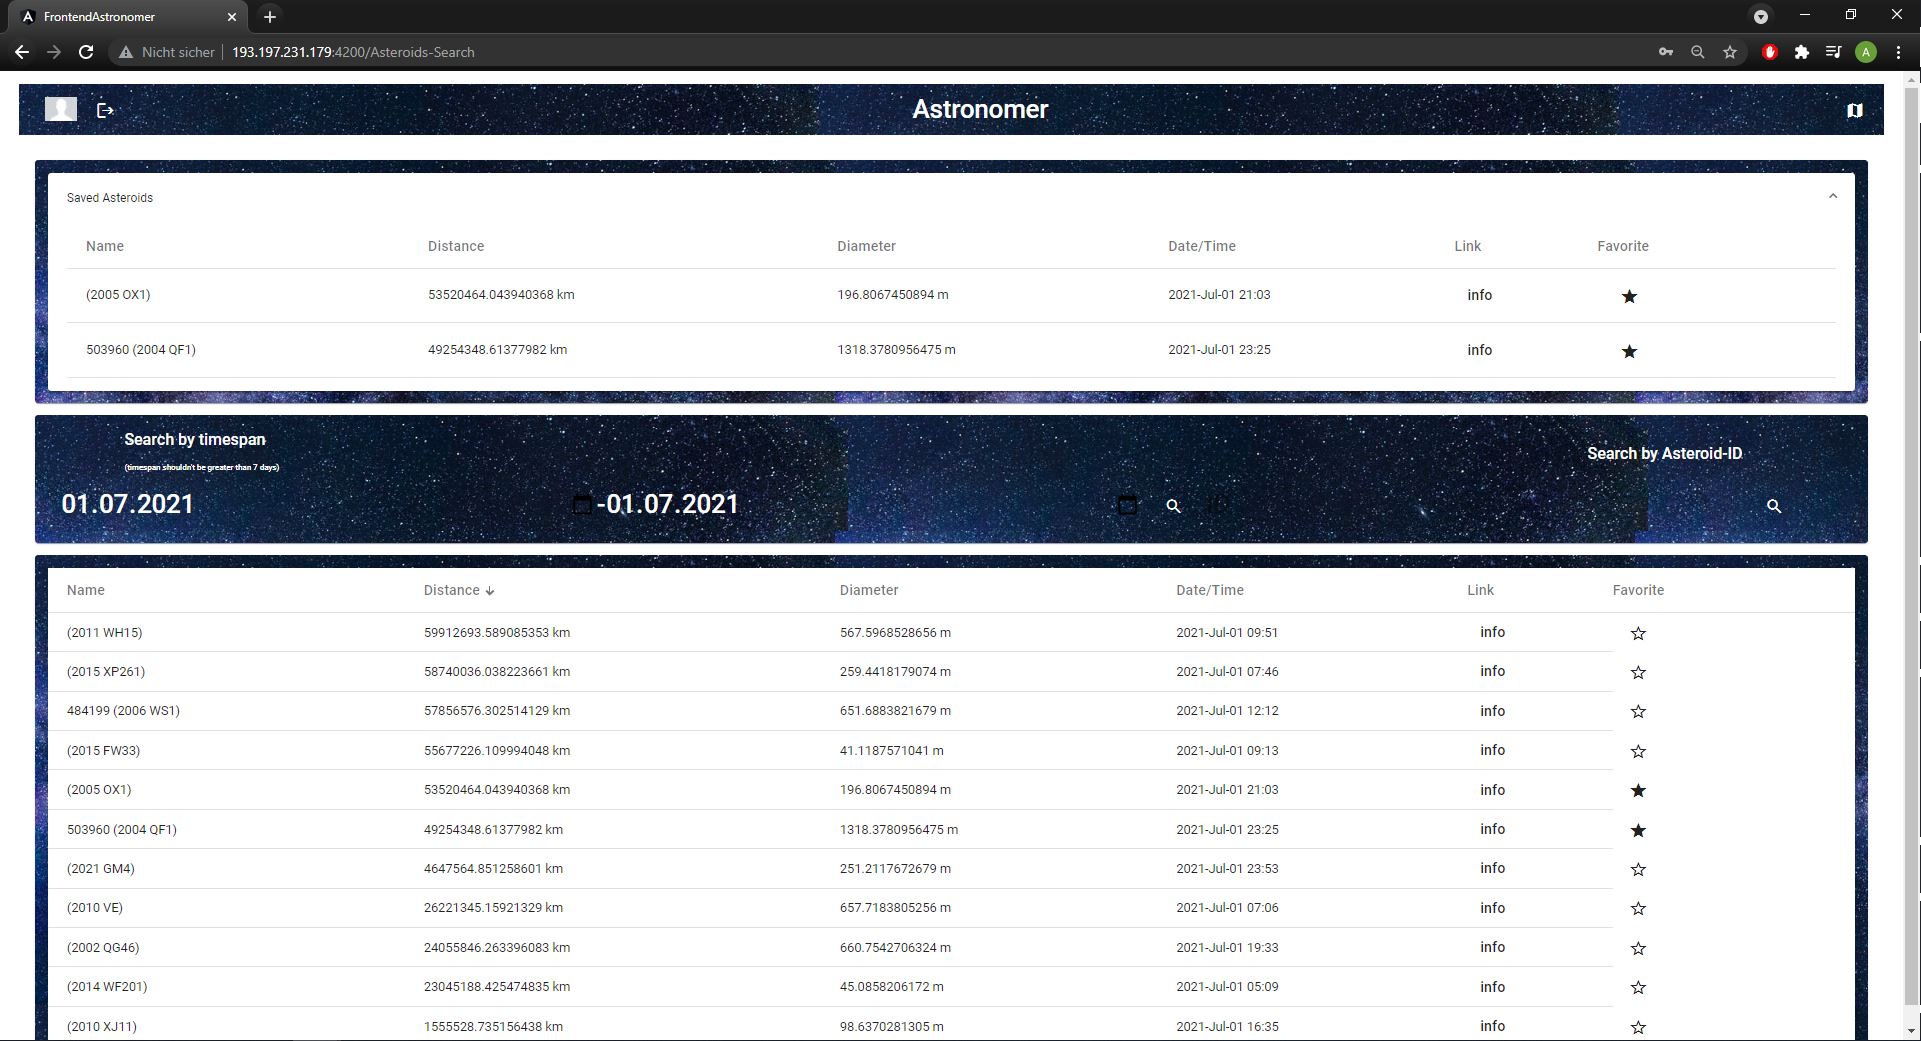 FrontendAstronomer
Nicht sicher 193.197.231.179:4200/Asteroids-Search
A
Astronomer
Saved Asteroids
Name Distance Diameter Date/Time Link Favorite
(2005 OX1) 53520464.043940368 km 196.8067450894 m 2021-Jul-01 21:03 info
503960 (2004 QF1) 49254348.61377982 km 1318.3780956475 m 2021-Jul-01 23:25 info
Search by timespan
(timespan shouldn't be greater than 7 days)
Search by Asteroid-ID
01.07.2021 -01.07.2021 ID
Name Distance Diameter Date/Time Link Favorite
(2011 WH15) 59912693.589085353 km 567.5968528656 m 2021-Jul-01 09:51 info
(2015 XP261) 58740036.038223661 km 259.4418179074 m 2021-Jul-01 07:46 info
484199 (2006 WS1) 57856576.302514129 km 651.6883821679 m 2021-Jul-01 12:12 info
(2015 FW33) 55677226.109994048 km 41.1187571041 m 2021-Jul-01 09:13 info
(2005 OX1) 53520464.043940368 km 196.8067450894 m 2021-Jul-01 21:03 info
503960 (2004 QF1) 49254348.61377982 km 1318.3780956475 m 2021-Jul-01 23:25 info
(2021 GM4) 4647564.851258601 km 251.2117672679 m 2021-Jul-01 23:53 info
(2010 VE) 26221345.15921329 km 657.7183805256 m 2021-Jul-01 07:06 info
(2002 QG46) 24055846.263396083 km 660.7542706324 m 2021-Jul-01 19:33 info
(2014 WF201) 23045188.425474835 km 45.0858206172 m 2021-Jul-01 05:09 info
(2010 XJ11) 1555528.735156438 km 98.6370281305 m 2021-Jul-01 16:35 info